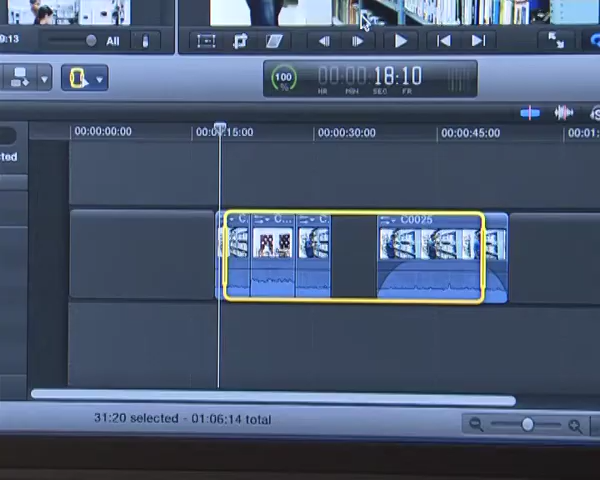 9:13 All
100 % 00:00:18:10
HR MIN SEC FR
00:00:00:00 00:00:15:00 00:00:30:00 00:00:45:00 00:01:
ted
C. C... C. C0025
31:20 selected - 01:06:14 total